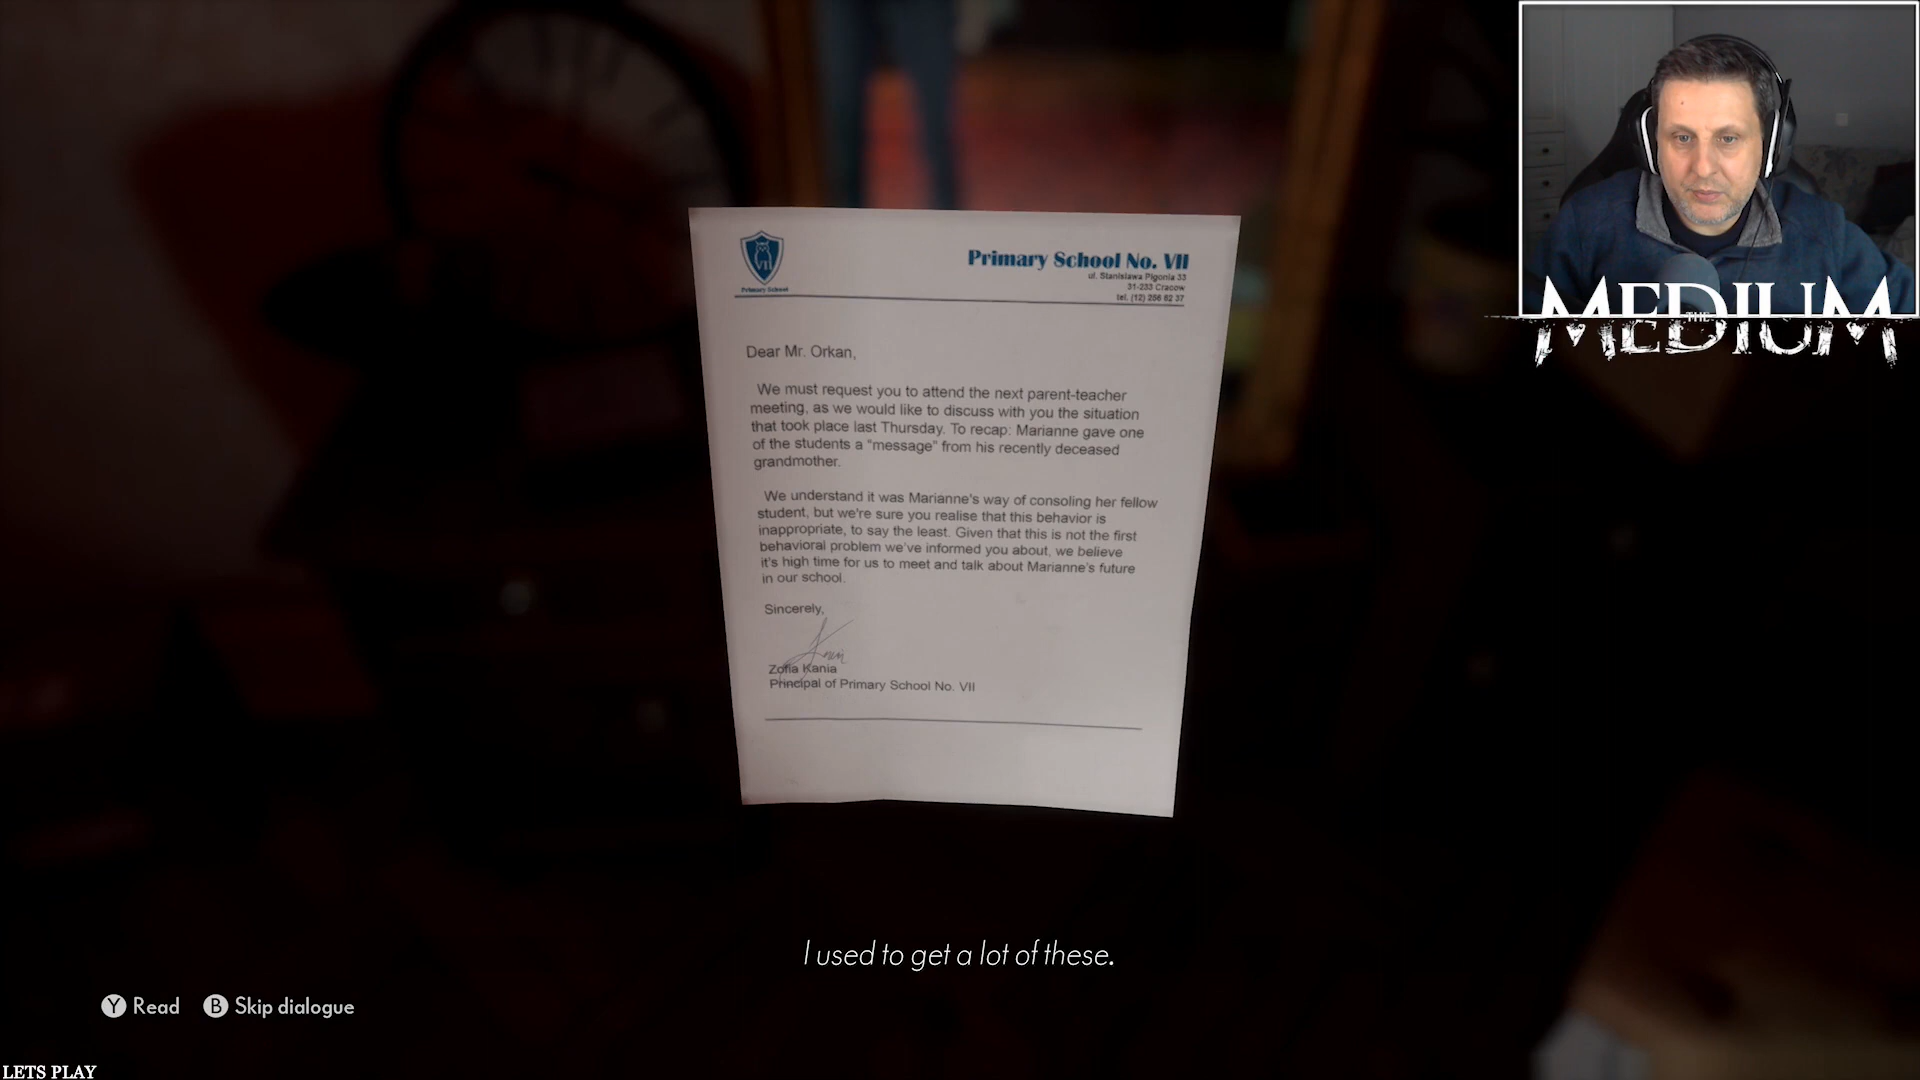 VII
Primary School
Primary School No. VII
ul. Stanislawa Pigonia 33
31-233 Cracow
tel. (12) 256 62 37
Dear Mr. Orkan,
We must request you to attend the next parent-teacher
meeting, as we would like to discuss with you the situation
that took place last Thursday. To recap: Marianne gave one
of the students a "message" from his recently deceased
grandmother.
We understand it was Marianne's way of consoling her fellow
student, but we're sure you realise that this behavior is
inappropriate, to say the least. Given that this is not the first
behavioral problem we've informed you about, we believe
it's high time for us to meet and talk about Marianne's future
in our school.
Sincerely,
Zofia Kania
Principal of Primary School No. VII
THE
MEDIUM
I used to get a lot of these.
Y Read B Skip dialogue
LETS PLAY